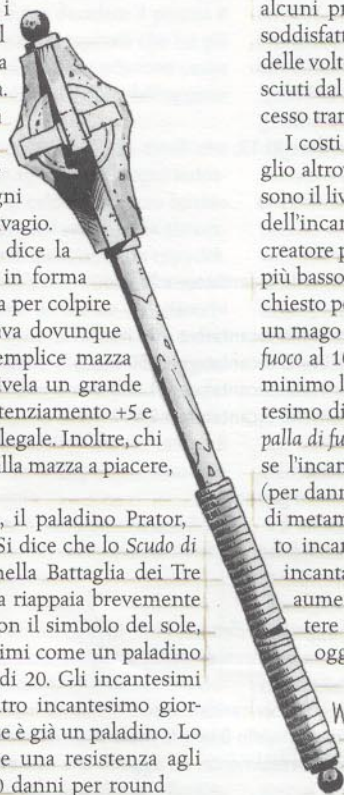 i
l
a
a.
gni
vagio.
dice la
in forma
a per colpire
ava dovunque
emplice mazza
ivela un grande
tenziamento +5 e
legale. Inoltre, chi
lla mazza a piacere,
, il paladino Prator,
Si dice che lo Scudo di
nella Battaglia dei Tre
a riappaia brevemente
on il simbolo del sole,
imi come un paladino
di 20. Gli incantesimi
tro incantesimo gior-
e è già un paladino. Lo
e una resistenza agli
0 danni per round
alcuni pr
soddisfatt
delle volt
sciuti dal
cesso tran
I costi
glio altro
sono il liv
dell'incan
creatore p
più basso
chiesto pe
un mago
fuoco al 10
minimo l
tesimo di
palla di fu
se l'incan
(per dann
di metam
to incan
incanta
aume
tere
ogg
W